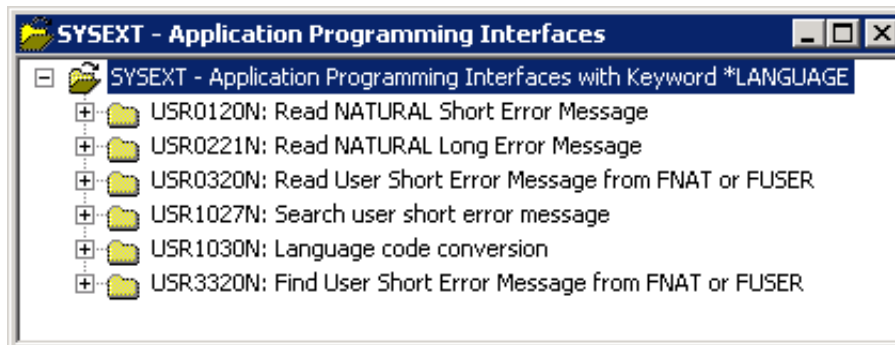 SYSEXT - Application Programming Interfaces
SYSEXT - Application Programming Interfaces with Keyword *LANGUAGE
USR0120N: Read NATURAL Short Error Message
USR0221N: Read NATURAL Long Error Message
USR0320N: Read User Short Error Message from FNAT or FUSER
USR1027N: Search user short error message
USR1030N: Language code conversion
USR3320N: Find User Short Error Message from FNAT or FUSER